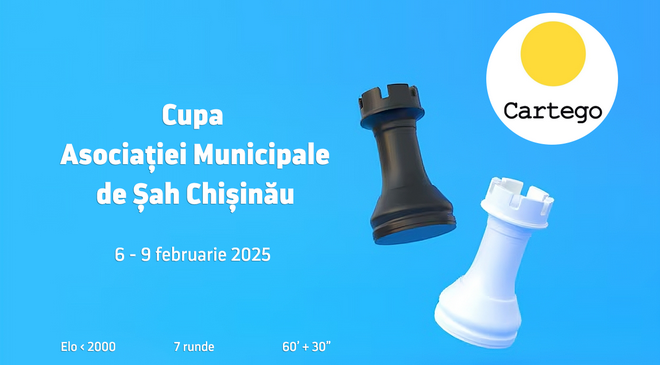 Cartego
Cupa
Asociației Municipale
de Șah Chișinău
6 - 9 februarie 2025
Elo < 2000 7 runde 60' + 30”